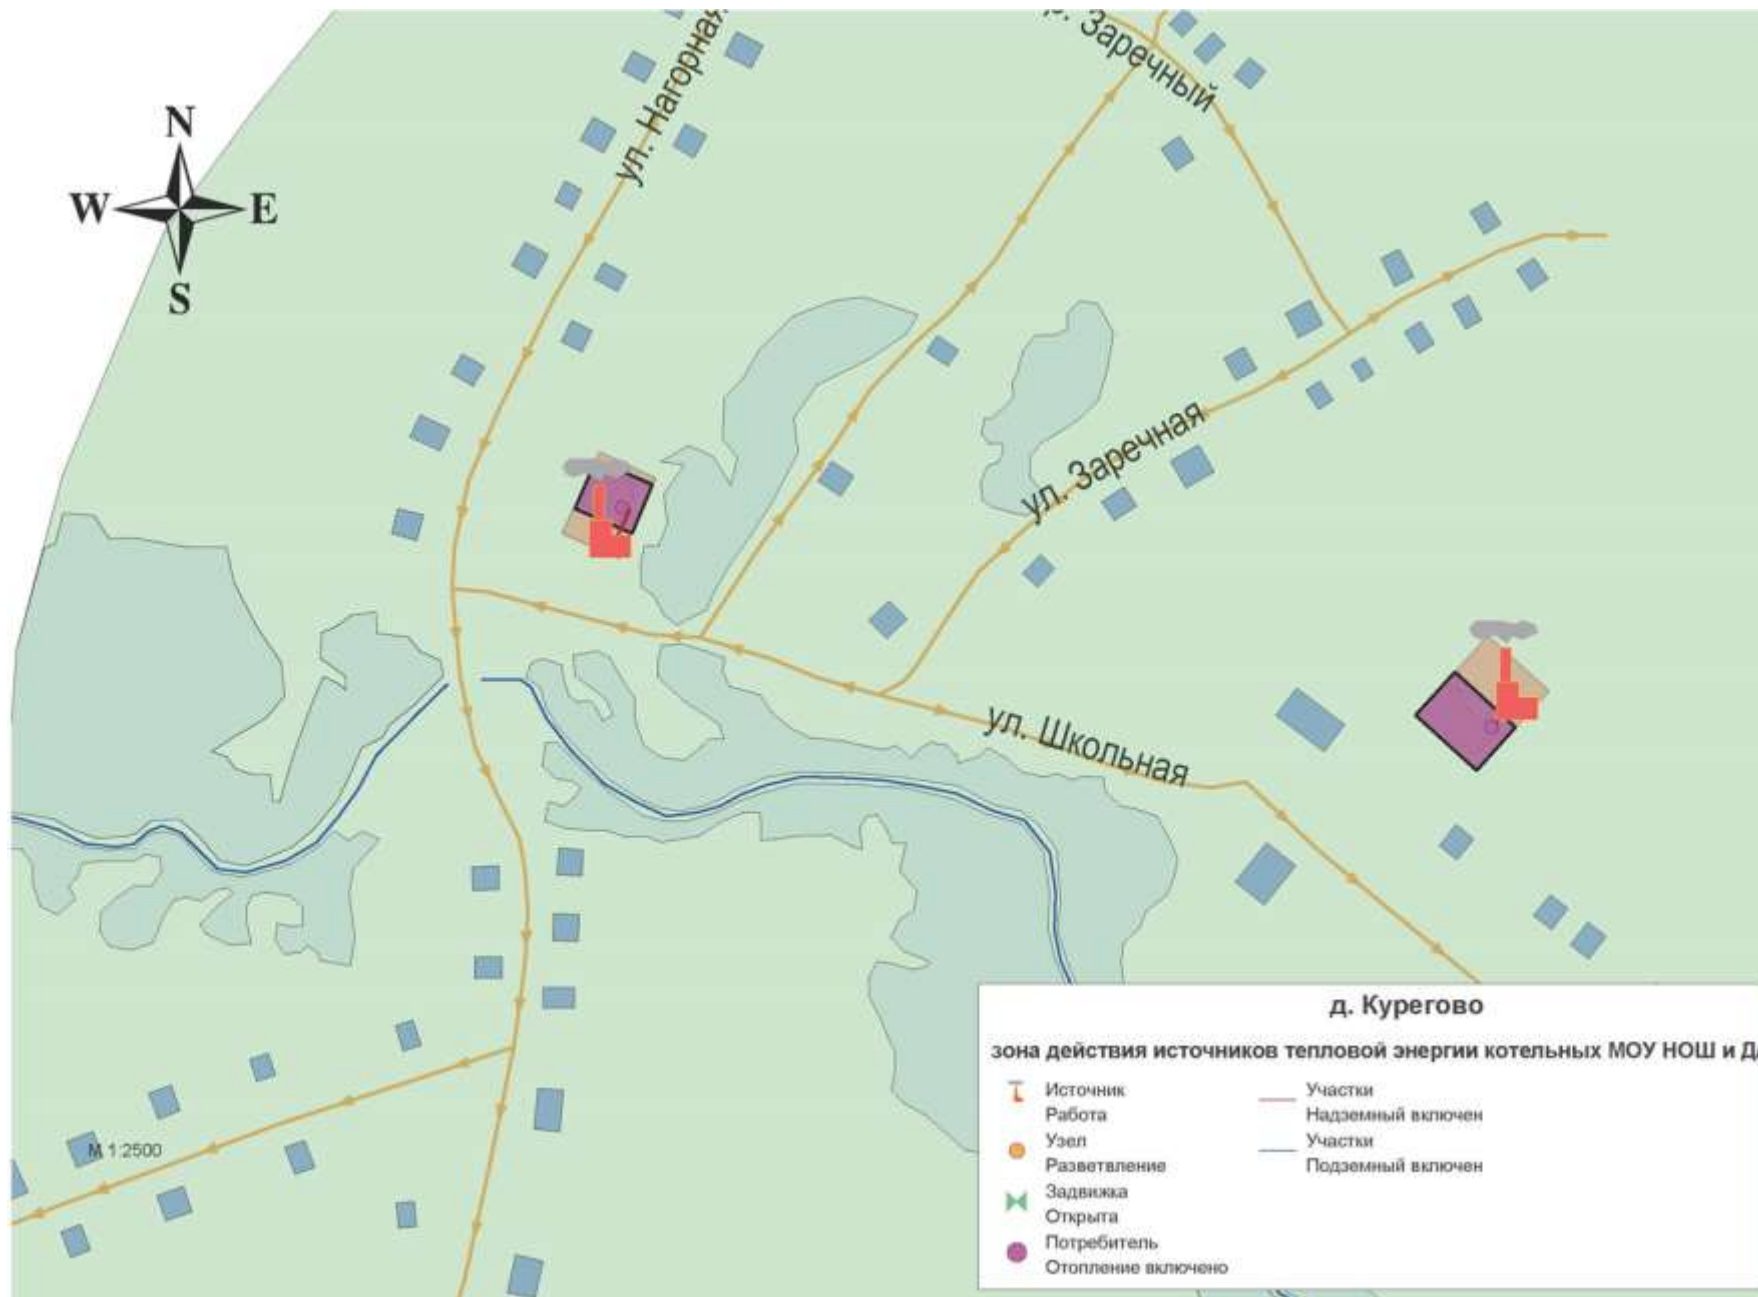 ул. Нагорная
р. Заречный
N
W
E
S
ул. Заречная
ул. Школьная
М 1:2500
д. Курегово
зона действия источников тепловой энергии котельных МОУ НОШ и
Источник
Работа
Узел
Разветвление
Задвижка
Открыта
Потребитель
Отопление включено
Участки
Надземный включен
Участки
Подземный включен